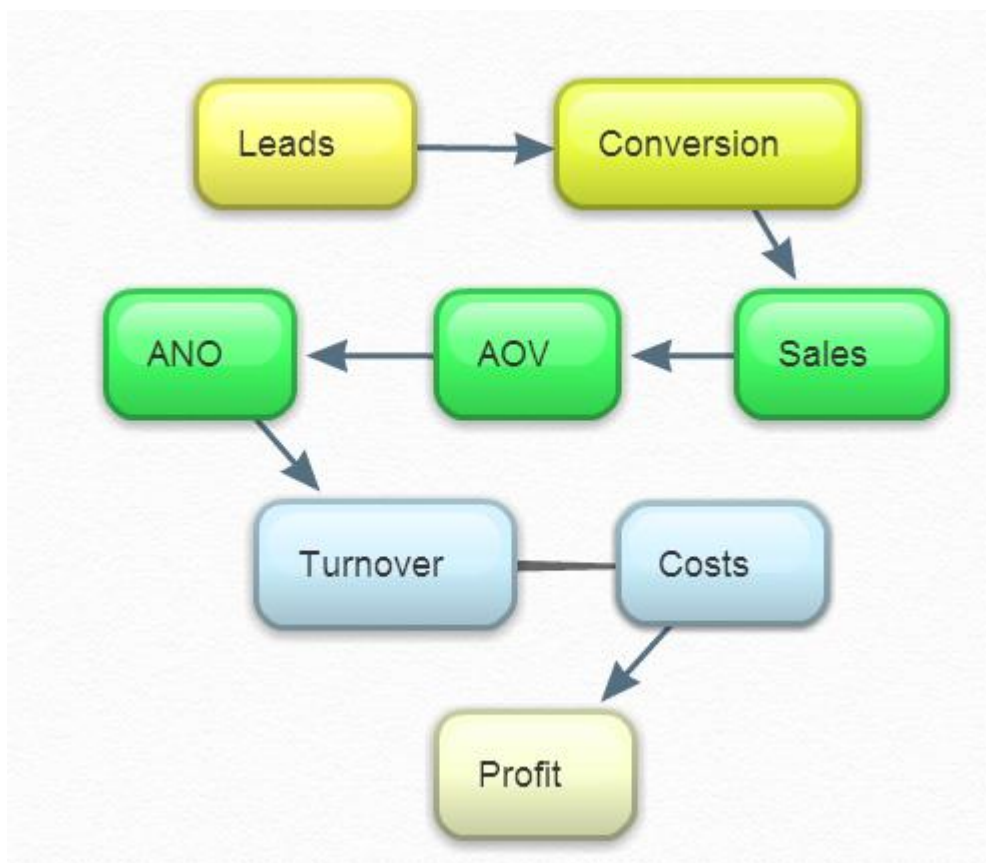 Leads
Conversion
ANO
AOV
Sales
Turnover
Costs
Profit